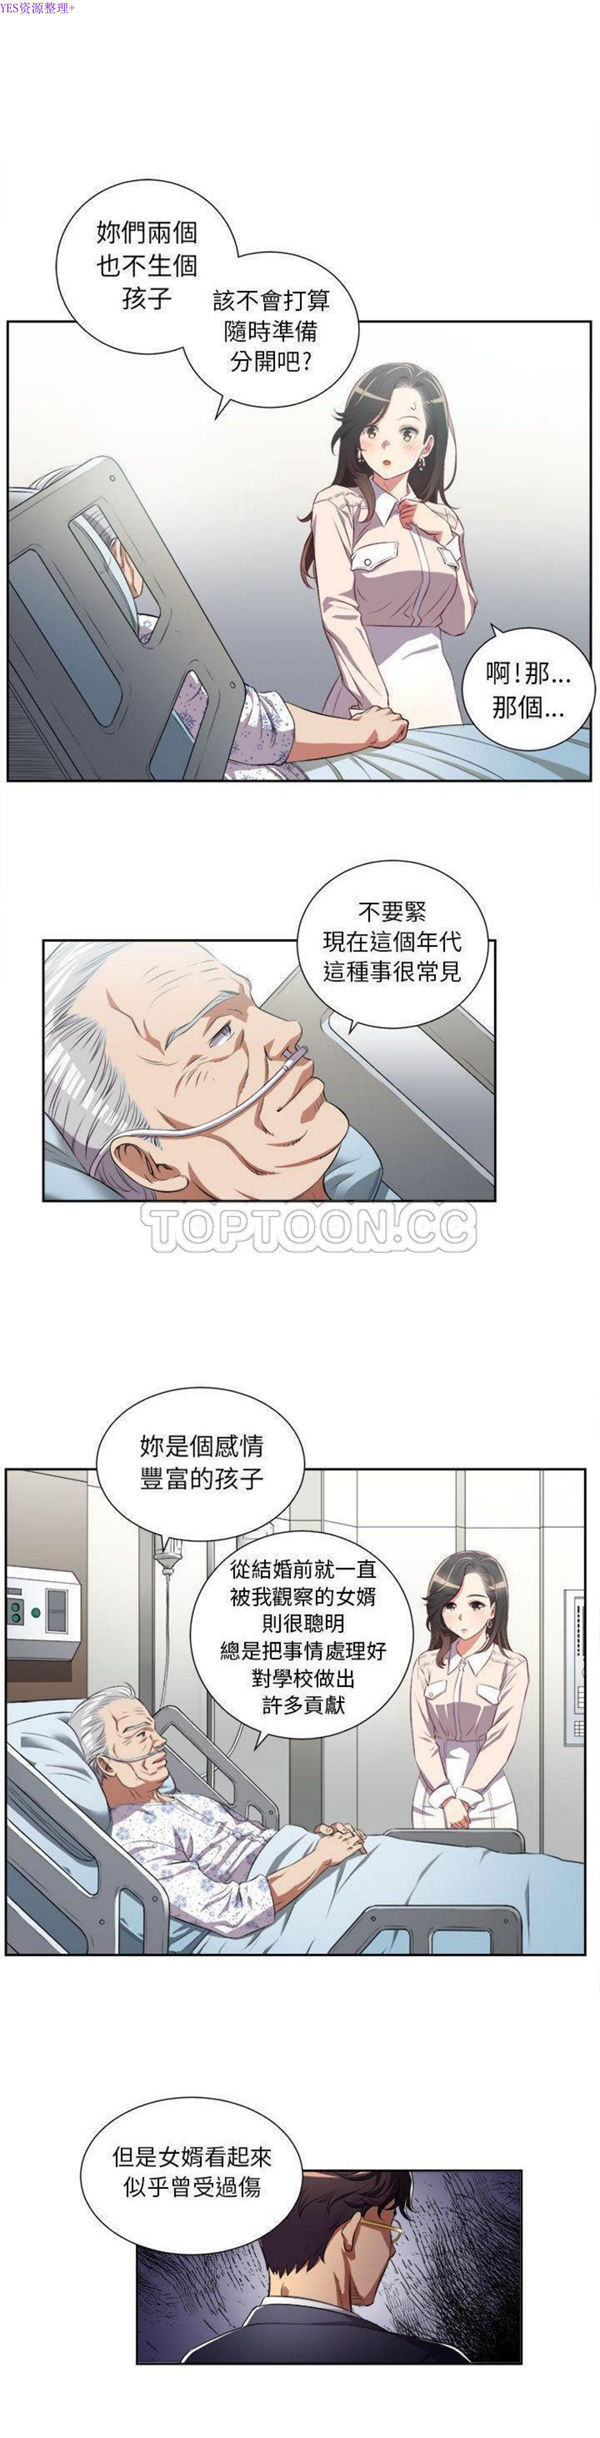 YES资源整理+
妳們兩個
也不生個
孩子
該不會打算
隨時準備
分開吧?
啊!那...
那個...
不要緊
現在這個年代
這種事很常見
TOPTOON.CC
妳是個感情
豐富的孩子
從結婚前就一直
被我觀察的女婿
則很聰明
總是把事情處理好
對學校做出
許多貢獻
但是女婿看起來
似乎曾受過傷